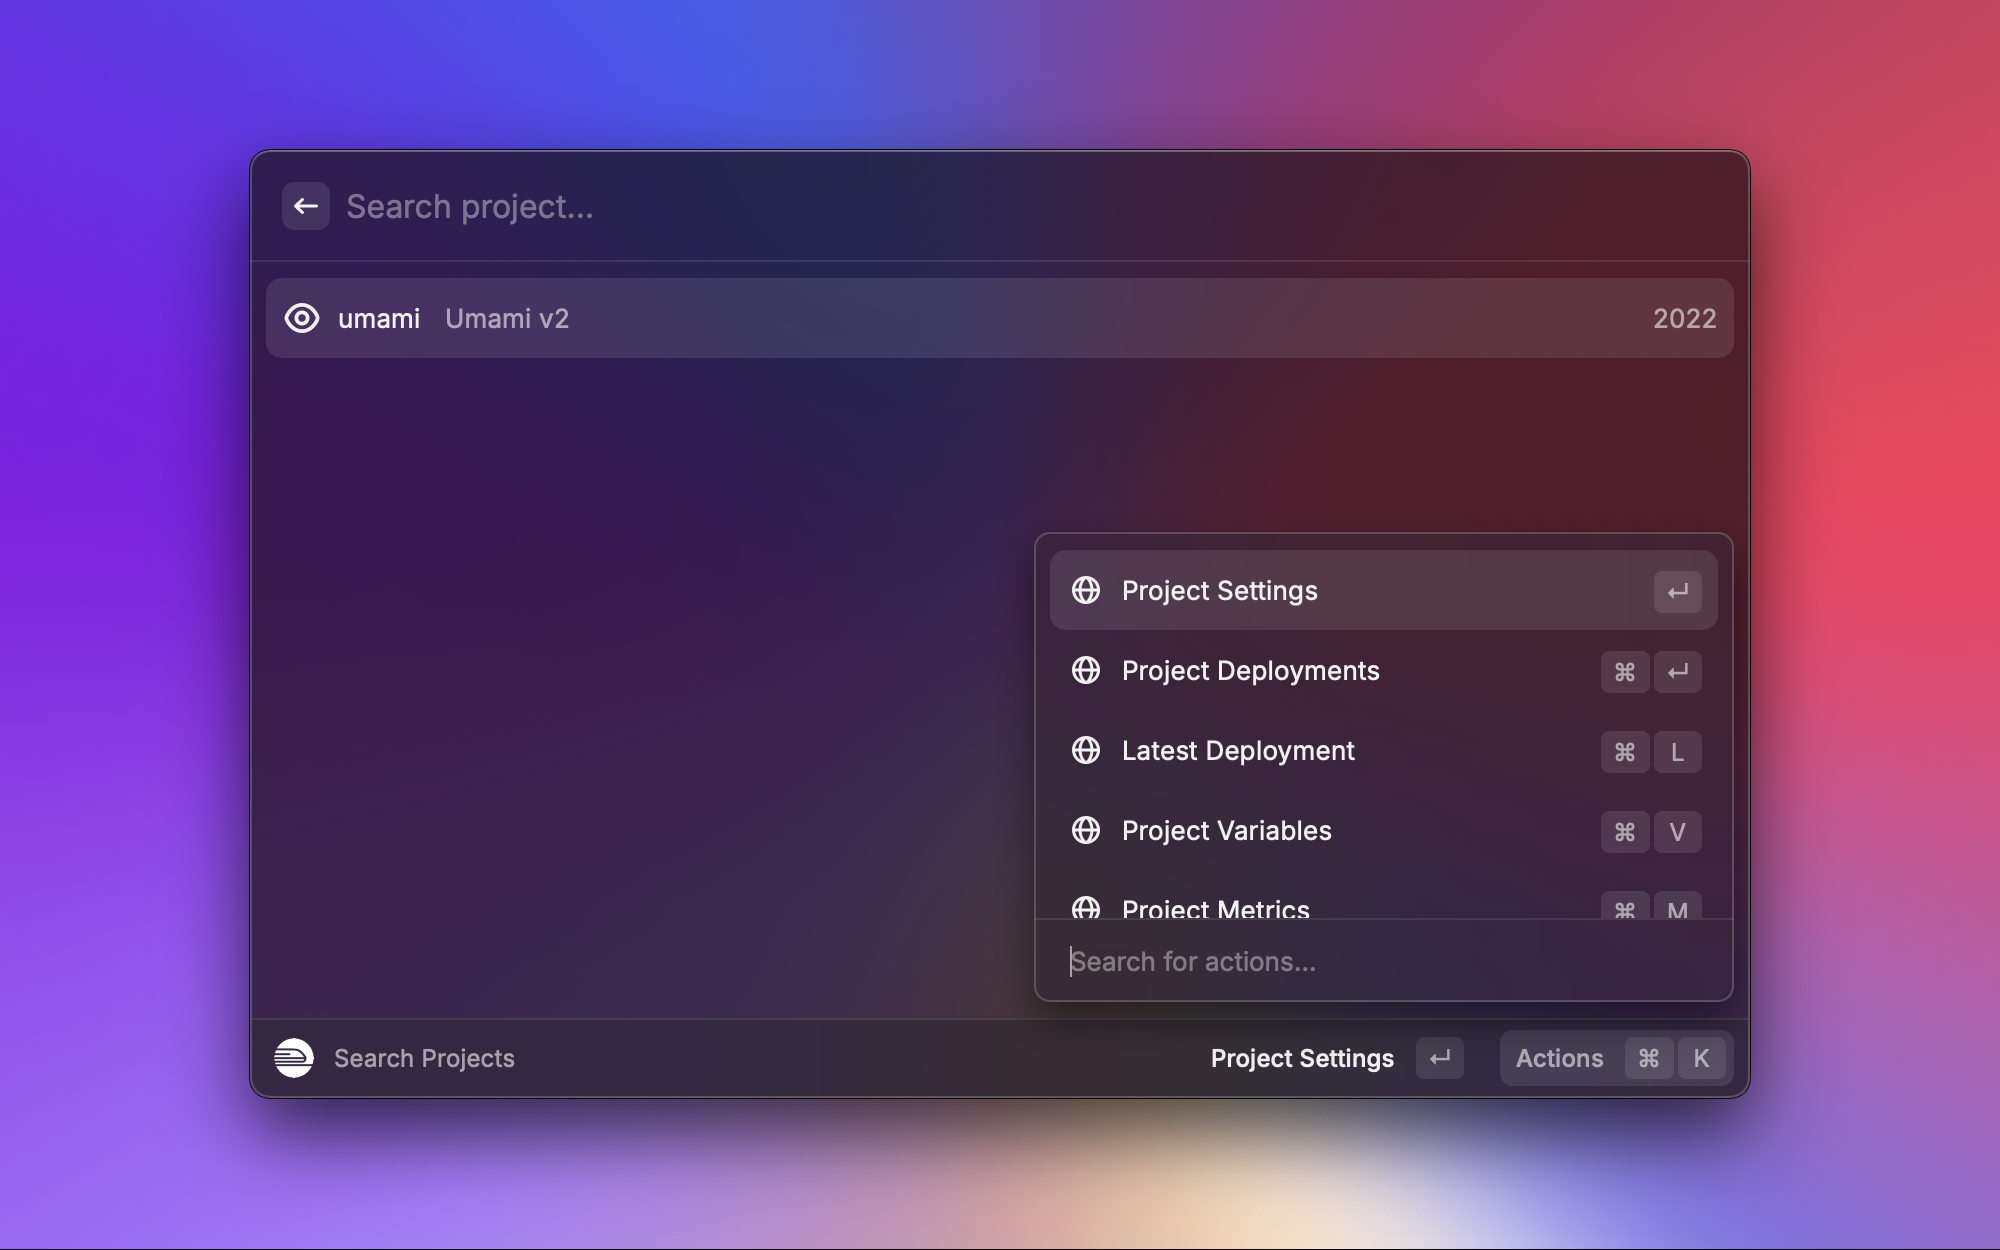 Search project...
umami Umami v2 2022
Project Settings ↵
Project Deployments ⌘ ↵
Latest Deployment ⌘ L
Project Variables ⌘ V
Project Metrics ⌘ M
Search for actions...
Search Projects Project Settings ↵ Actions ⌘ K